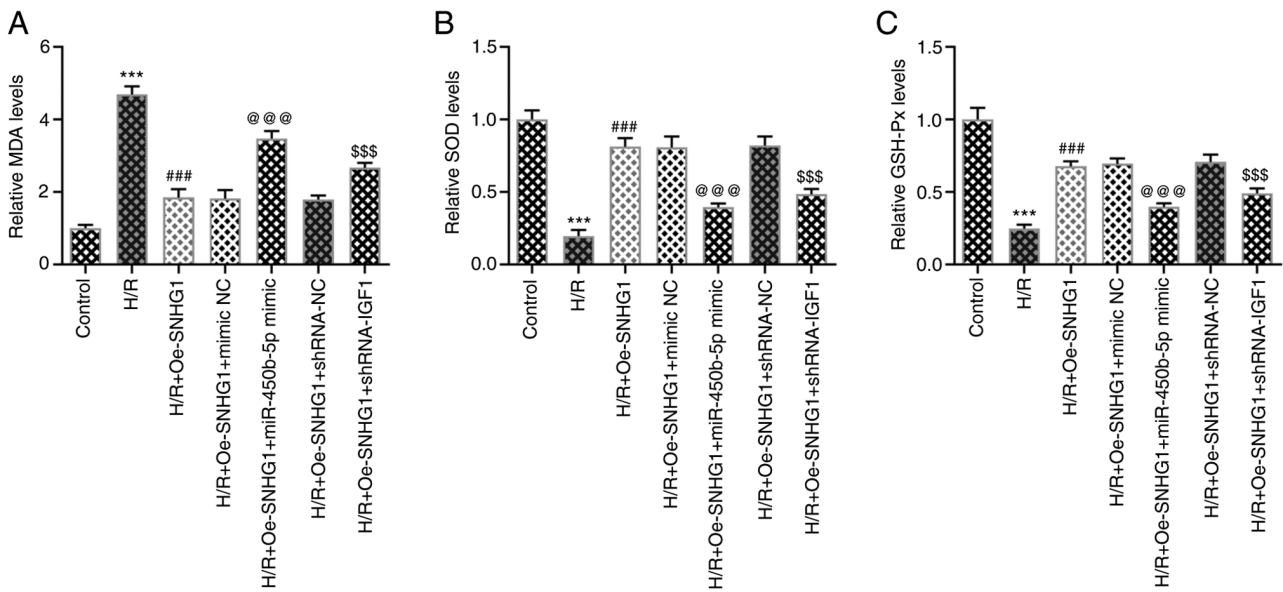 A
Relative MDA levels
6
4
2
0
***
###
@@@
$$$
Control
H/R
H/R+Oe-SNHG1
H/R+Oe-SNHG1+mimic NC
H/R+Oe-SNHG1+miR-450b-5p mimic
H/R+Oe-SNHG1+shRNA-NC
H/R+Oe-SNHG1+shRNA-IGF1
B
Relative SOD levels
1.5
1.0
0.5
0.0
***
###
@@@
$$$
Control
H/R
H/R+Oe-SNHG1
H/R+Oe-SNHG1+mimic NC
H/R+Oe-SNHG1+miR-450b-5p mimic
H/R+Oe-SNHG1+shRNA-NC
H/R+Oe-SNHG1+shRNA-IGF1
C
Relative GSH-Px levels
1.5
1.0
0.5
0.0
***
###
@@@
$$$
Control
H/R
H/R+Oe-SNHG1
H/R+Oe-SNHG1+mimic NC
H/R+Oe-SNHG1+miR-450b-5p mimic
H/R+Oe-SNHG1+shRNA-NC
H/R+Oe-SNHG1+shRNA-IGF1